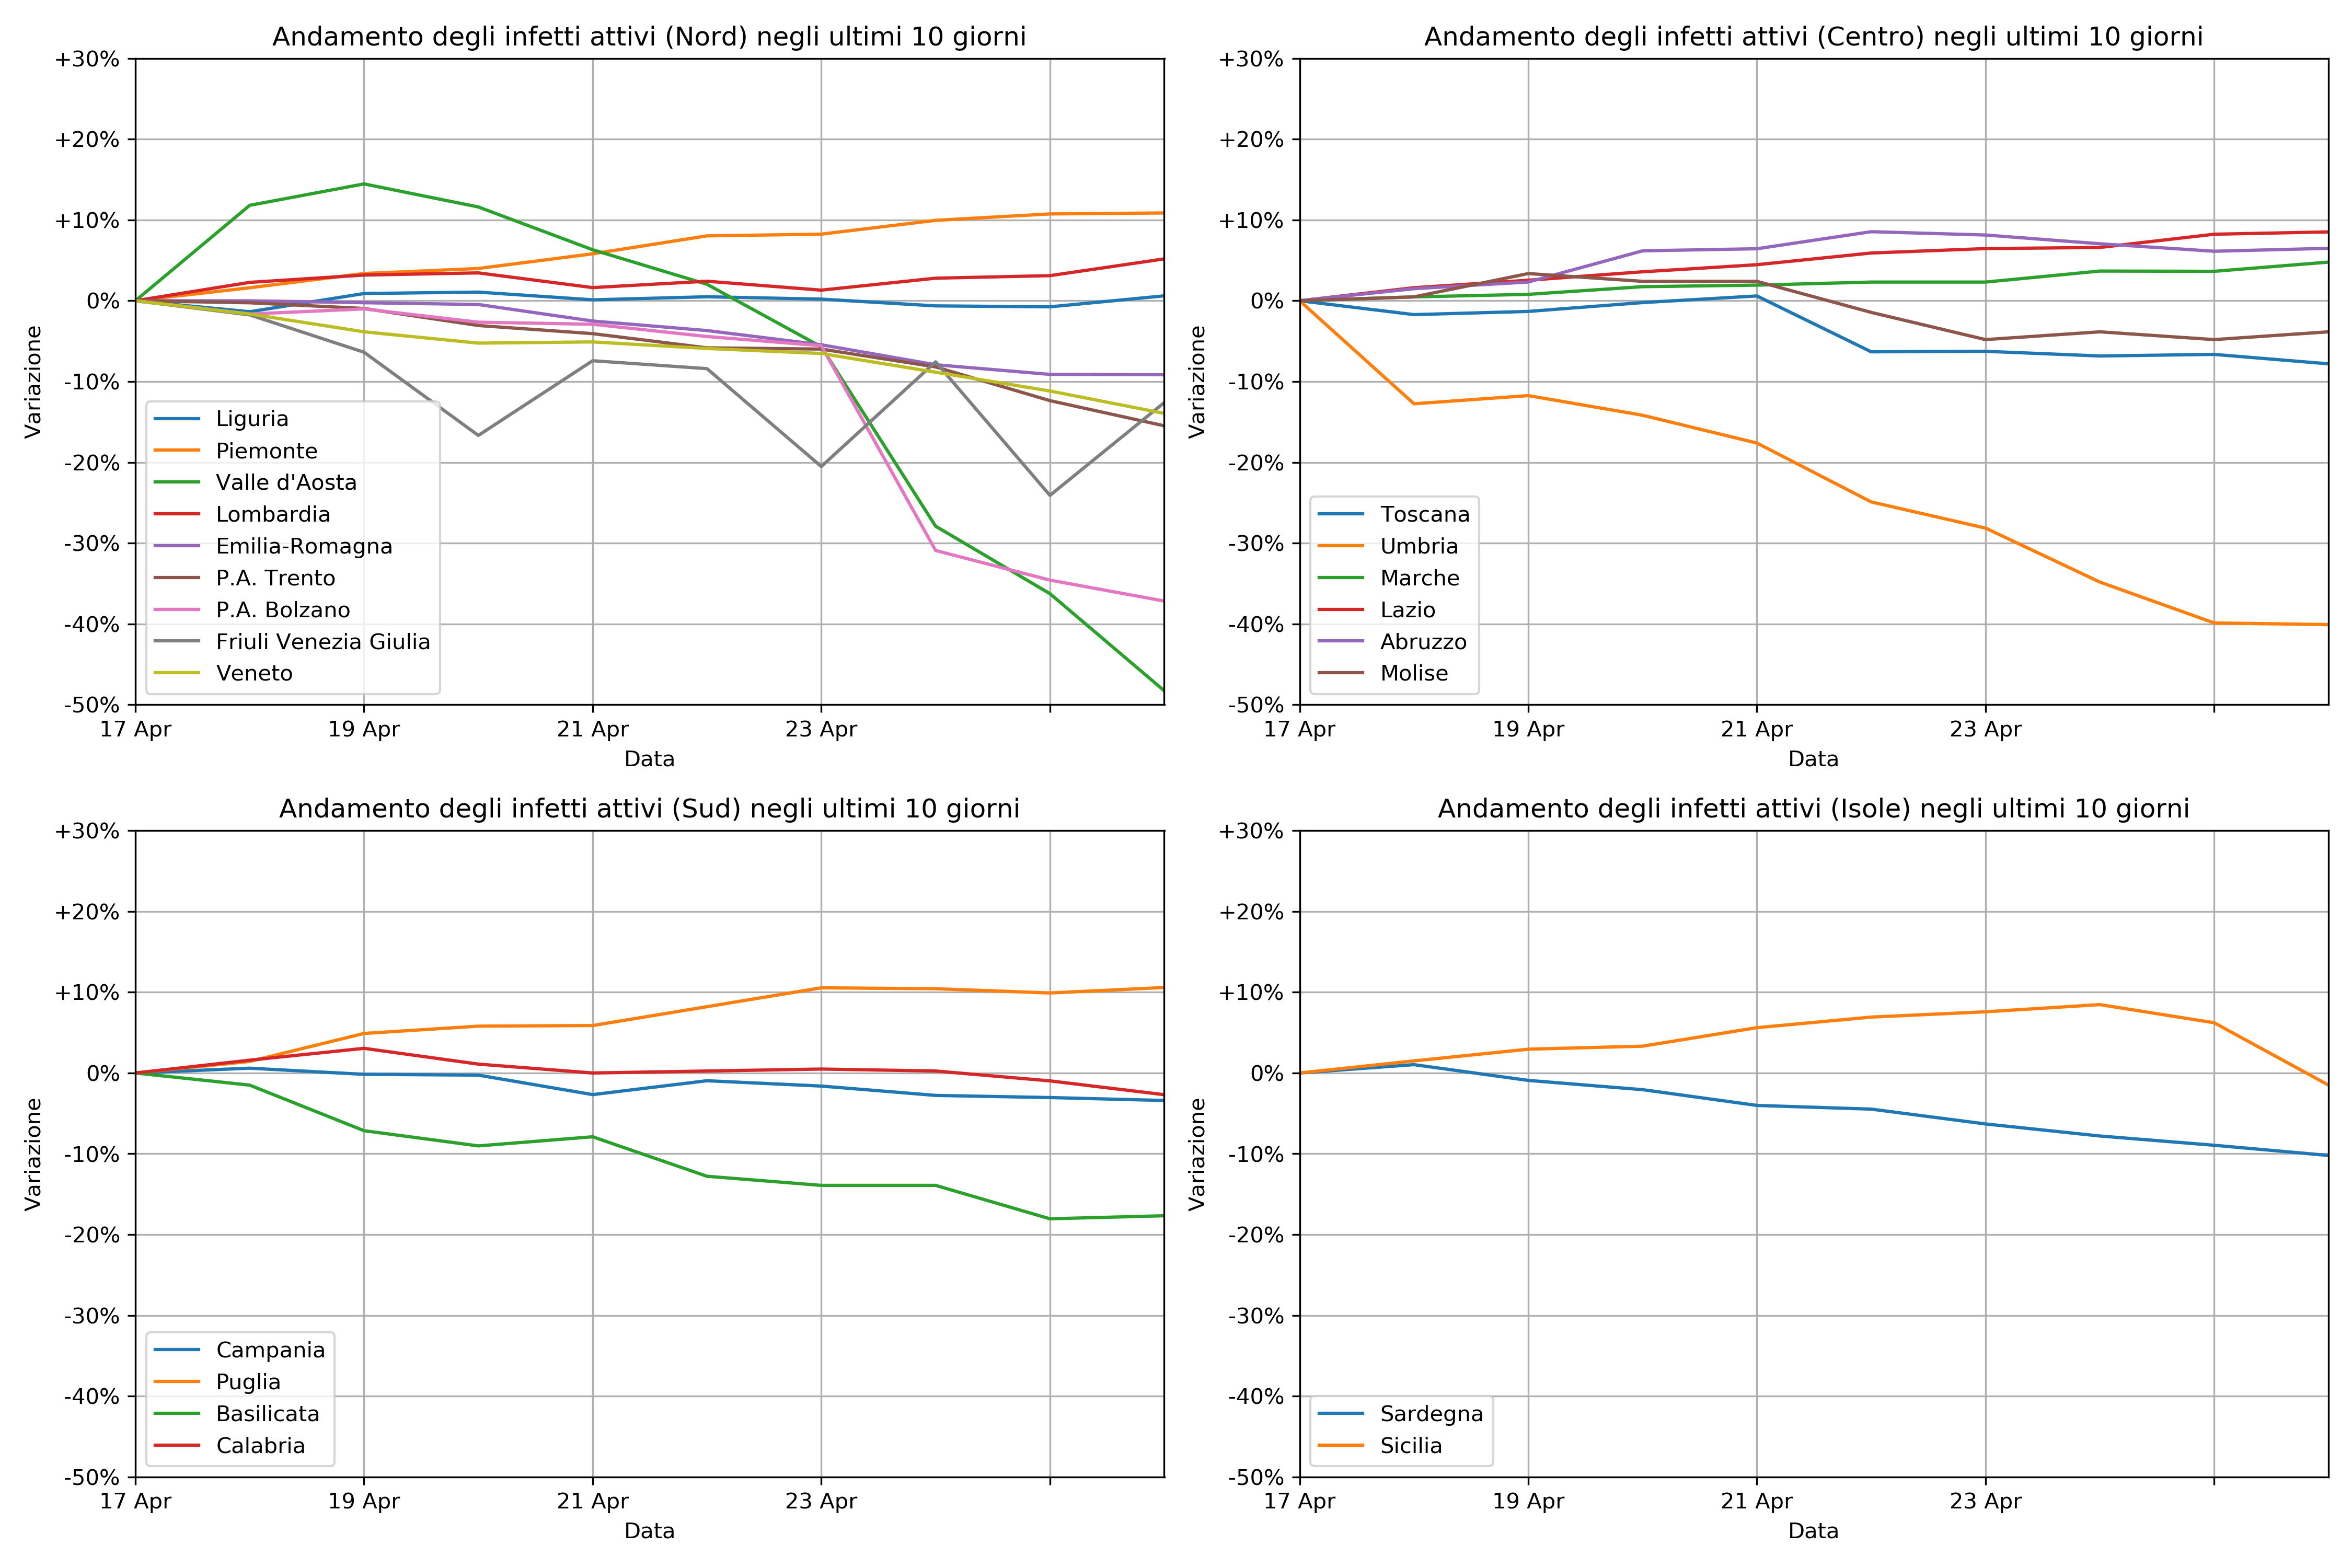 Andamento degli infetti attivi (Nord) negli ultimi 10 giorni
+30%
+20%
+10%
0%
-10%
-20%
-30%
-40%
-50%
Variazione
Liguria
Piemonte
Valle d'Aosta
Lombardia
Emilia-Romagna
P.A. Trento
P.A. Bolzano
Friuli Venezia Giulia
Veneto
17 Apr 19 Apr 21 Apr 23 Apr
Data
Andamento degli infetti attivi (Centro) negli ultimi 10 giorni
+30%
+20%
+10%
0%
-10%
-20%
-30%
-40%
-50%
Variazione
Toscana
Umbria
Marche
Lazio
Abruzzo
Molise
17 Apr 19 Apr 21 Apr 23 Apr
Data
Andamento degli infetti attivi (Sud) negli ultimi 10 giorni
+30%
+20%
+10%
0%
-10%
-20%
-30%
-40%
-50%
Variazione
Campania
Puglia
Basilicata
Calabria
17 Apr 19 Apr 21 Apr 23 Apr
Data
Andamento degli infetti attivi (Isole) negli ultimi 10 giorni
+30%
+20%
+10%
0%
-10%
-20%
-30%
-40%
-50%
Variazione
Sardegna
Sicilia
17 Apr 19 Apr 21 Apr 23 Apr
Data